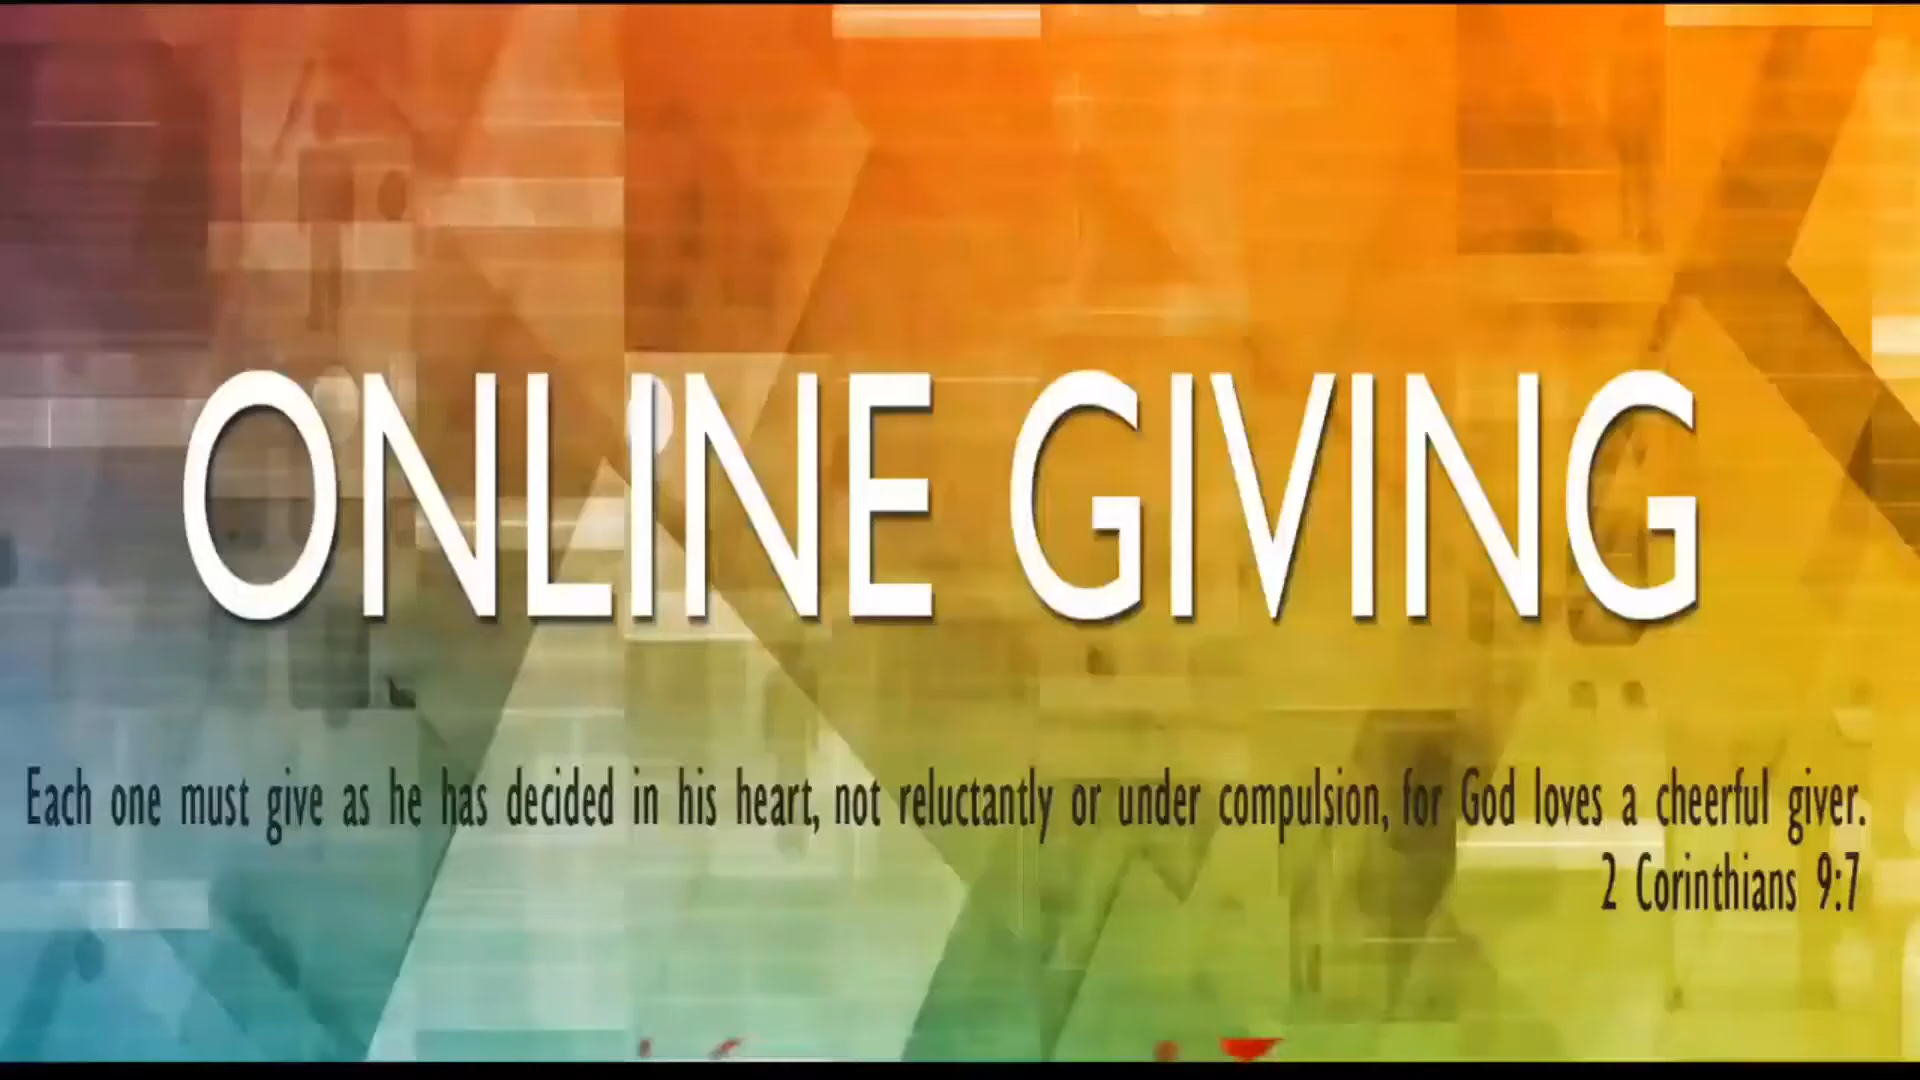 ONLINE GIVING
Each one must give as he has decided in his heart, not reluctantly or under compulsion, for God loves a cheerful giver.
2 Corinthians 9:7